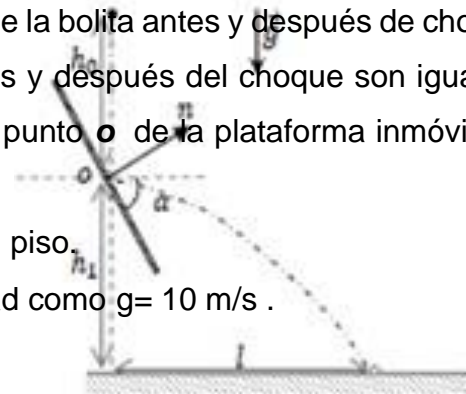 e la bolita antes y después de cho
s y después del choque son igua
punto o de la plataforma inmóvi
piso.
d como g= 10 m/s .
h₀
g
n
o
α
h₁
l